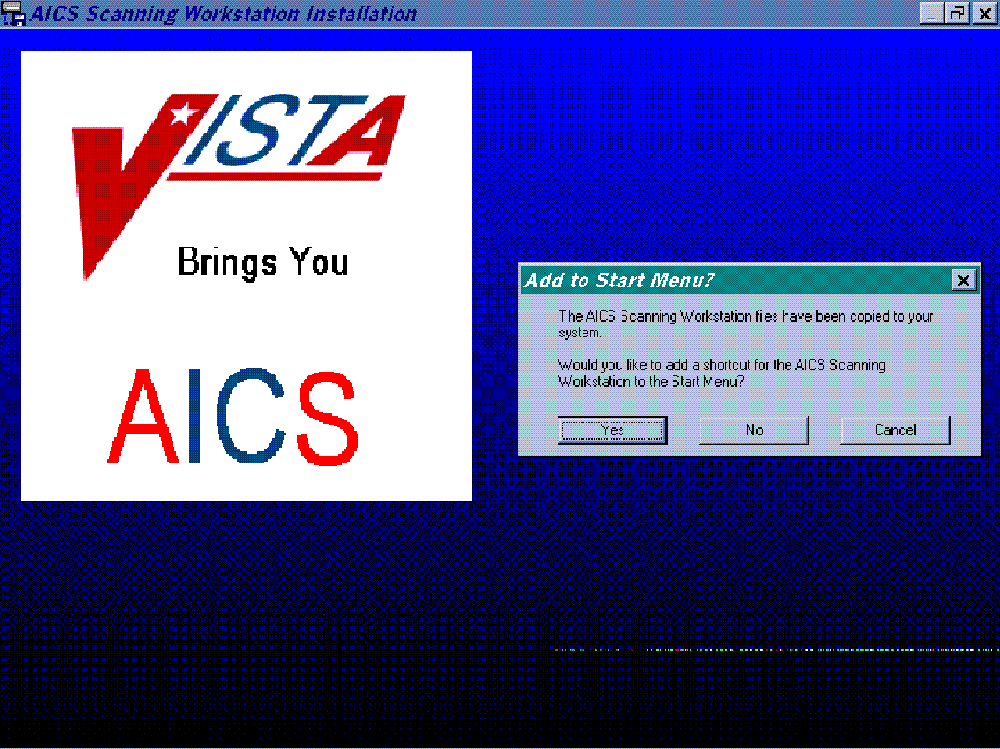 AICS Scanning Workstation Installation
VISTA
Brings You
AICS
Add to Start Menu?
The AICS Scanning Workstation files have been copied to your
system.
Would you like to add a shortcut for the AICS Scanning
Workstation to the Start Menu?
Yes
No
Cancel